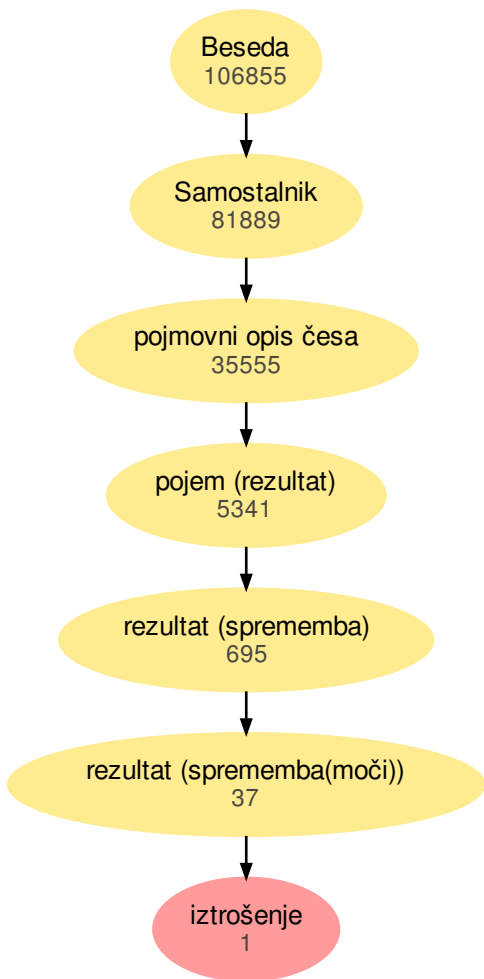 Beseda
106855
Samostalnik
81889
pojmovni opis česa
35555
pojem (rezultat)
5341
rezultat (sprememba)
695
rezultat (sprememba(moči))
37
iztrošenje
1